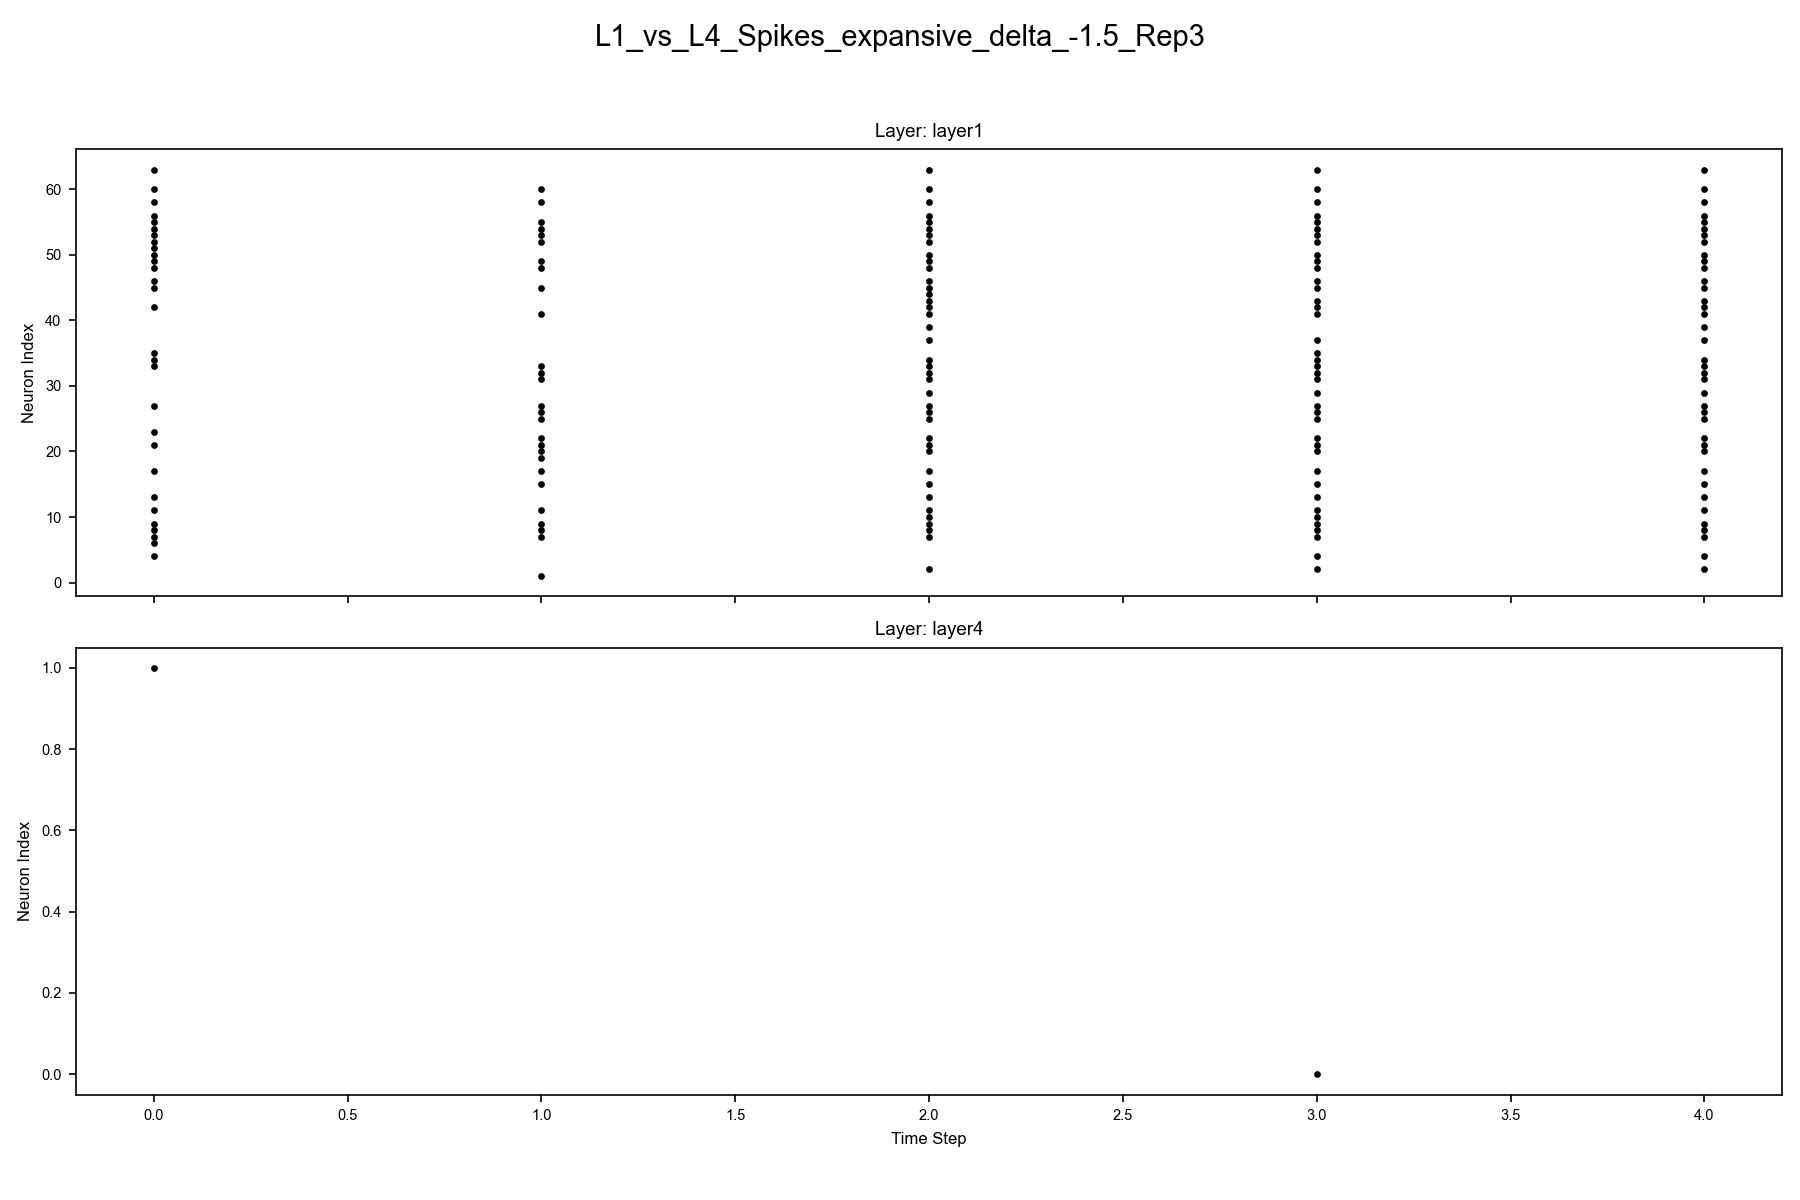 L1_vs_L4_Spikes_expansive_delta_-1.5_Rep3
Layer: layer1
Neuron Index
60
50
40
30
20
10
0
Layer: layer4
Neuron Index
1.0
0.8
0.6
0.4
0.2
0.0
0.0 0.5 1.0 1.5 2.0 2.5 3.0 3.5 4.0
Time Step